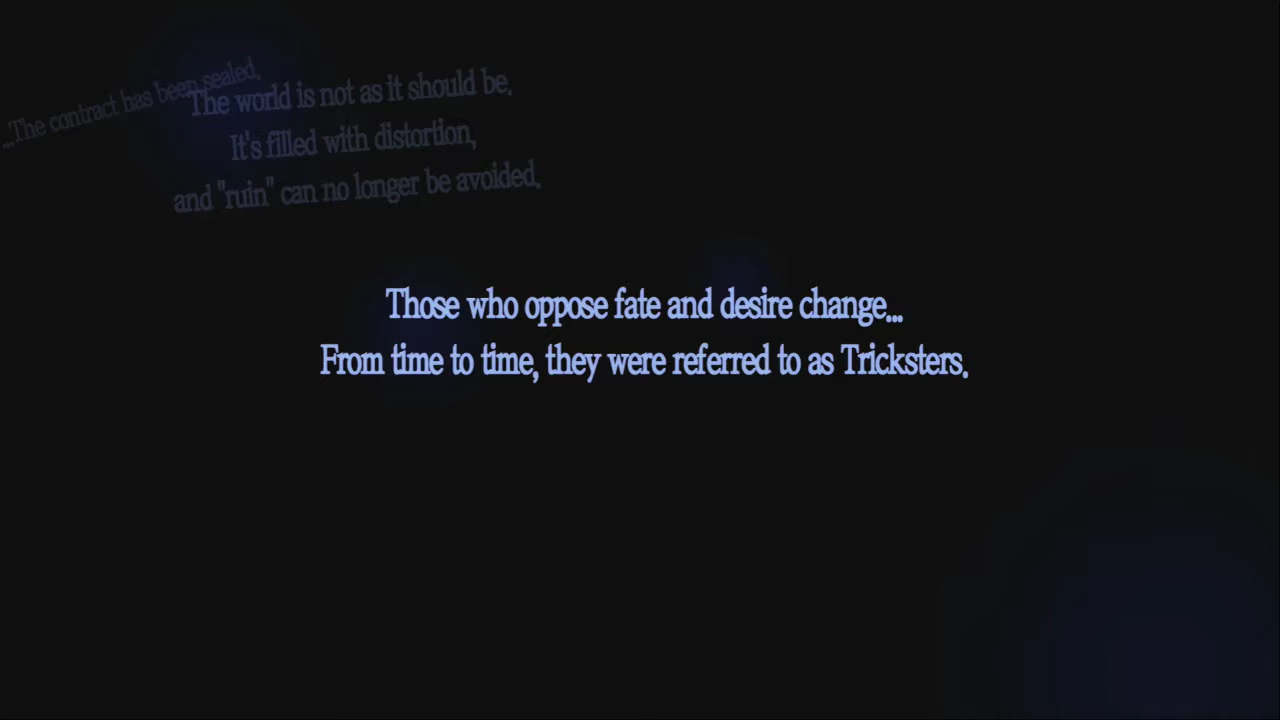 ...The contract has been sealed.
The world is not as it should be.
It's filled with distortion,
and "ruin" can no longer be avoided.
Those who oppose fate and desire change...
From time to time, they were referred to as Tricksters.